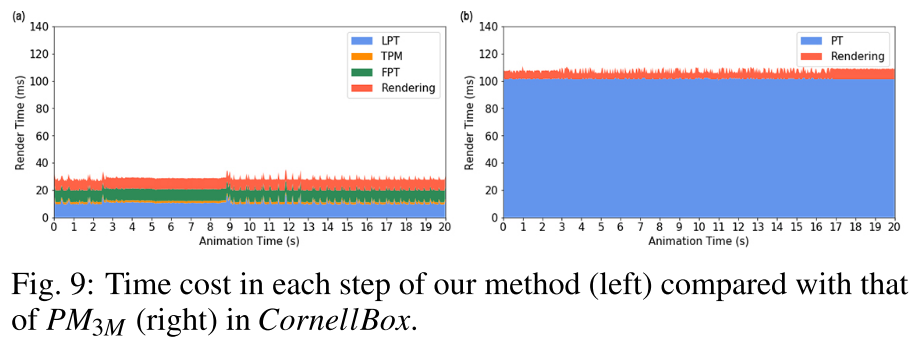 (a)
140
120
100
80
60
40
20
0
Render Time (ms)
LPT
TPM
FPT
Rendering
0 1 2 3 4 5 6 7 8 9 10 11 12 13 14 15 16 17 18 19 20
Animation Time (s)
(b)
140
120
100
80
60
40
20
0
Render Time (ms)
PT
Rendering
0 1 2 3 4 5 6 7 8 9 10 11 12 13 14 15 16 17 18 19 20
Animation Time (s)
Fig. 9: Time cost in each step of our method (left) compared with that
of PM3M (right) in CornellBox.